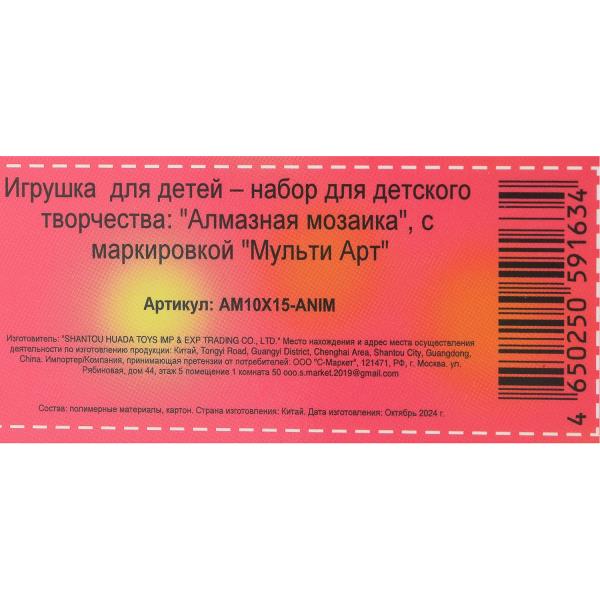 Игрушка для детей – набор для детского
творчества: "Алмазная мозаика", с
маркировкой "Мульти Арт"
Артикул: AM10X15-ANIM
Изготовитель: "SHANTOU HUADA TOYS IMP & EXP TRADING CO., LTD." Место нахождения и адрес места осуществления
деятельности по изготовлению продукции: Китай, Tongyi Road, Guangyi District, Chenghai Area, Shantou City, Guangdong,
China. Импортер/Компания, принимающая претензии от потребителей: ООО "С-Маркет", 121471, РФ, г. Москва. ул.
Рябиновая, дом 44, этаж 5 помещение 1 комната 50 ooo.s.market.2019@gmail.com
Состав: полимерные материалы, картон. Страна изготовления: Китай. Дата изготовления: Октябрь 2024 г.
4 650250 591634